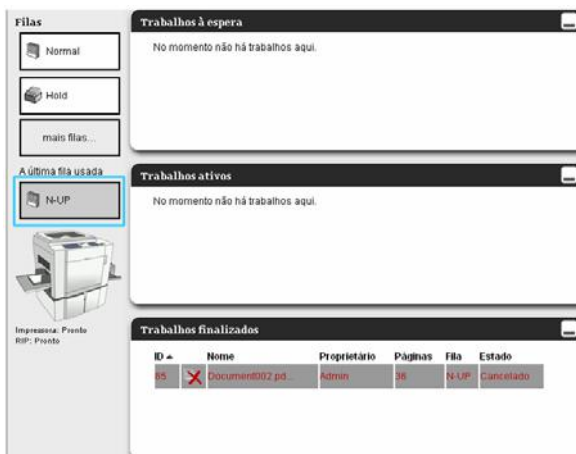 Filas
Normal
Hold
mais filas...
A última fila usada
N-UP
Impressora: Pronto
RIP: Pronto
Trabalhos à espera
No momento não há trabalhos aqui.
Trabalhos ativos
No momento não há trabalhos aqui.
Trabalhos finalizados
ID Nome Proprietário Páginas Fila Estado
85 Document002.pd... Admin 36 N-UP Cancelado